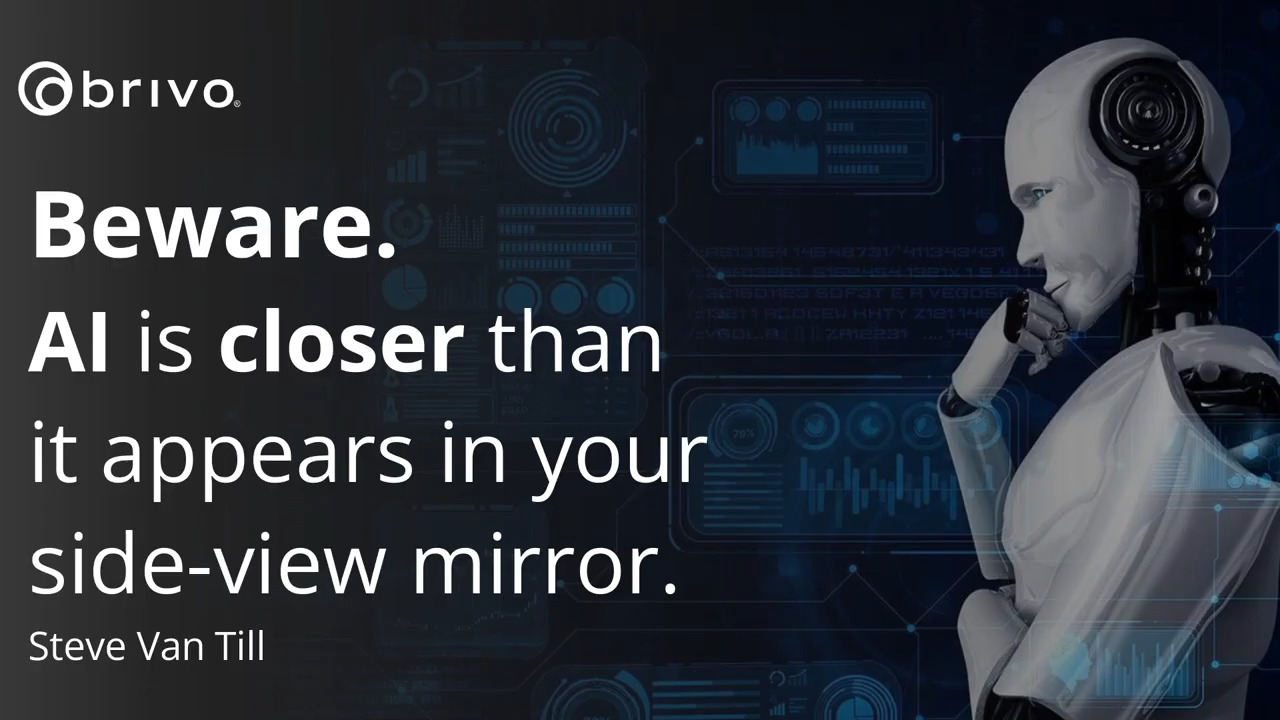 brivo®
Beware.
AI is closer than
it appears in your
side-view mirror.
Steve Van Till